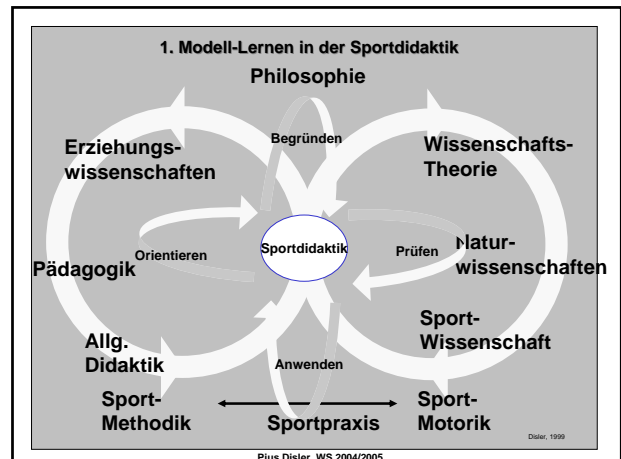 1. Modell-Lernen in der Sportdidaktik
Philosophie
Begründen
Erziehungs-
wissenschaften
Wissenschafts-
Theorie
Orientieren
Sportdidaktik
Prüfen
Pädagogik
Natur-
wissenschaften
Allg.
Didaktik
Anwenden
Sport-
Wissenschaft
Sport-
Methodik
Sportpraxis
Sport-
Motorik
Disler, 1999
Pius Disler, WS 2004/2005